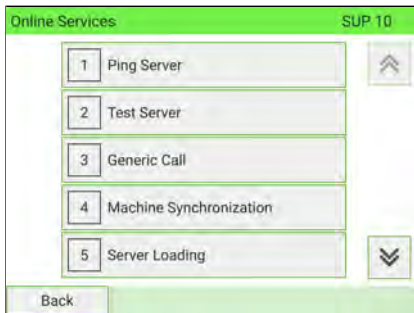 Online Services SUP 10
1 Ping Server
2 Test Server
3 Generic Call
4 Machine Synchronization
5 Server Loading
Back